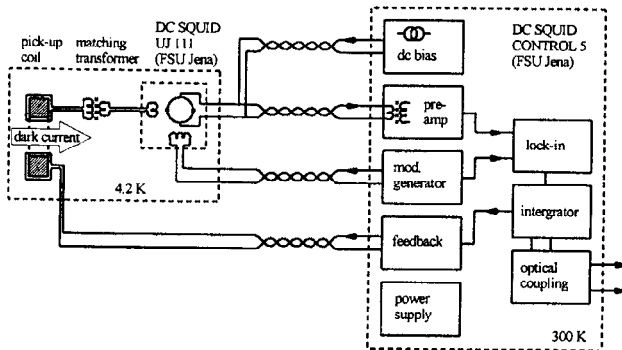 pick-up
coil
matching
transformer
DC SQUID
UJ 111
(FSU Jena)
dark current
4.2 K
dc bias
DC SQUID
CONTROL 5
(FSU Jena)
pre-
amp
lock-in
mod.
generator
intergrator
feedback
optical
coupling
power
supply
300 K